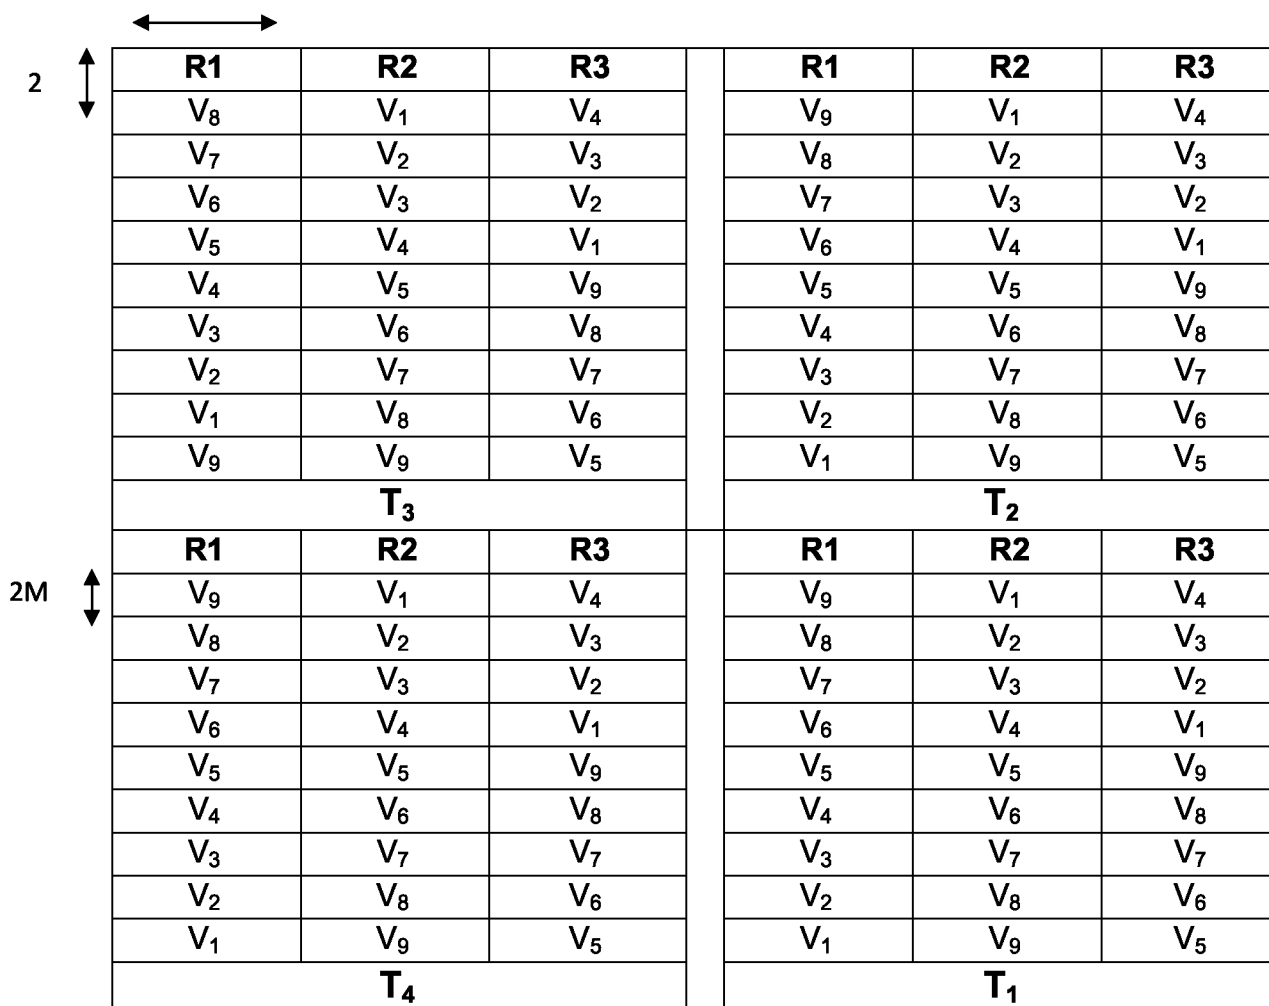 R1 R2 R3 R1 R2 R3
2
V₈ V₁ V₄ V₉ V₁ V₄
V₇ V₂ V₃ V₈ V₂ V₃
V₆ V₃ V₂ V₇ V₃ V₂
V₅ V₄ V₁ V₆ V₄ V₁
V₄ V₅ V₉ V₅ V₅ V₉
V₃ V₆ V₈ V₄ V₆ V₈
V₂ V₇ V₇ V₃ V₇ V₇
V₁ V₈ V₆ V₂ V₈ V₆
V₉ V₉ V₅ V₁ V₉ V₅
T₃ T₂
R1 R2 R3 R1 R2 R3
2M V₉ V₁ V₄ V₉ V₁ V₄
V₈ V₂ V₃ V₈ V₂ V₃
V₇ V₃ V₂ V₇ V₃ V₂
V₆ V₄ V₁ V₆ V₄ V₁
V₅ V₅ V₉ V₅ V₅ V₉
V₄ V₆ V₈ V₄ V₆ V₈
V₃ V₇ V₇ V₃ V₇ V₇
V₂ V₈ V₆ V₂ V₈ V₆
V₁ V₉ V₅ V₁ V₉ V₅
T₄ T₁